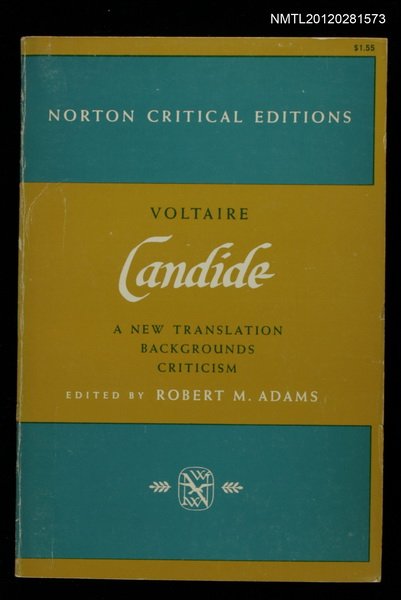 NMTL20120281573
$1.55
NORTON CRITICAL EDITIONS
VOLTAIRE
Candide
A NEW TRANSLATION
BACKGROUNDS
CRITICISM
EDITED BY ROBERT M. ADAMS